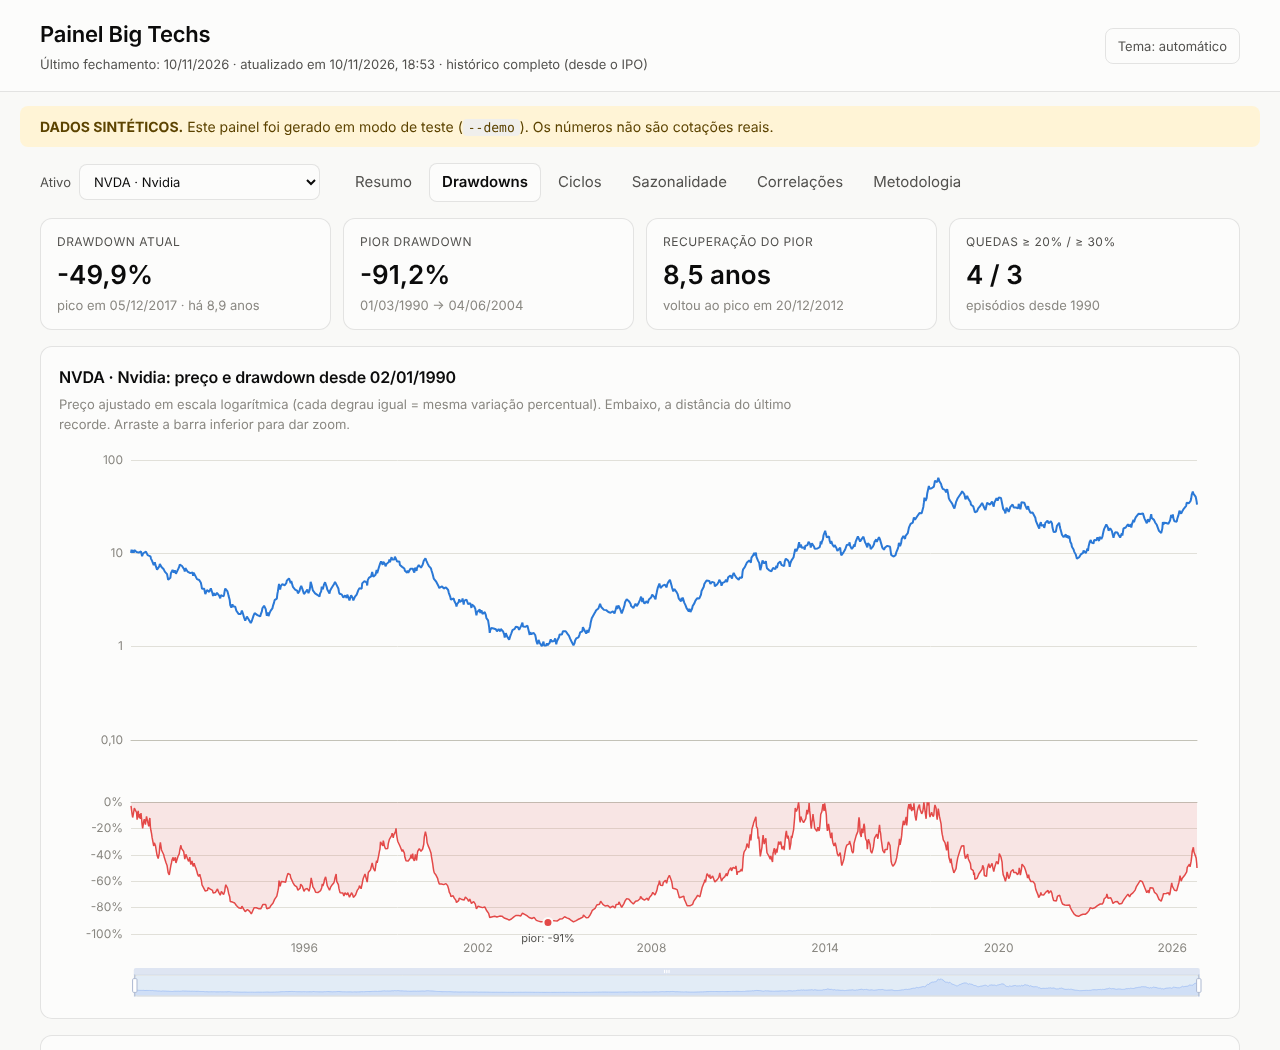 Painel Big Techs
Último fechamento: 10/11/2026 · atualizado em 10/11/2026, 18:53 · histórico completo (desde o IPO)
Tema: automático
DADOS SINTÉTICOS. Este painel foi gerado em modo de teste ( --demo ). Os números não são cotações reais.
Ativo
NVDA · Nvidia
Resumo
Drawdowns
Ciclos
Sazonalidade
Correlações
Metodologia
DRAWDOWN ATUAL
-49,9%
pico em 05/12/2017 · há 8,9 anos
PIOR DRAWDOWN
-91,2%
01/03/1990 → 04/06/2004
RECUPERAÇÃO DO PIOR
8,5 anos
voltou ao pico em 20/12/2012
QUEDAS ≥ 20% / ≥ 30%
4 / 3
episódios desde 1990
NVDA · Nvidia: preço e drawdown desde 02/01/1990
Preço ajustado em escala logarítmica (cada degrau igual = mesma variação percentual). Embaixo, a distância do último
recorde. Arraste a barra inferior para dar zoom.
100
10
1
0,10
0%
-20%
-40%
-60%
-80%
-100%
pior: -91%
1996
2002
2008
2014
2020
2026